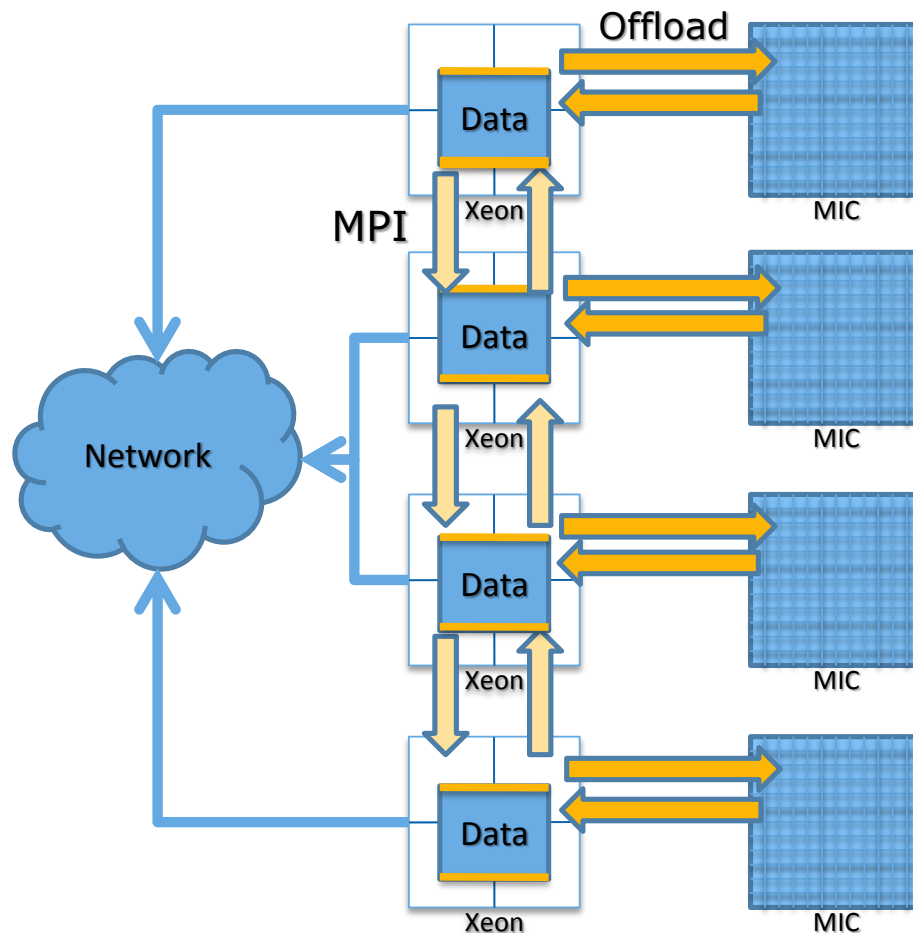 Offload
Data
Xeon
MIC
MPI
Data
Xeon
MIC
Network
Data
Xeon
MIC
Data
Xeon
MIC